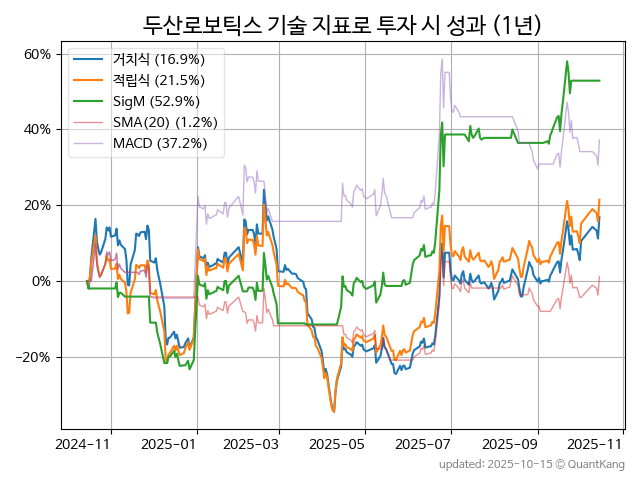 두산로보틱스 기술 지표로 투자 시 성과 (1년)
거치식 (16.9%)
적립식 (21.5%)
SigM (52.9%)
SMA(20) (1.2%)
MACD (37.2%)
60%
40%
20%
0%
−20%
2024-11 2025-01 2025-03 2025-05 2025-07 2025-09 2025-11
updated: 2025-10-15 © QuantKang